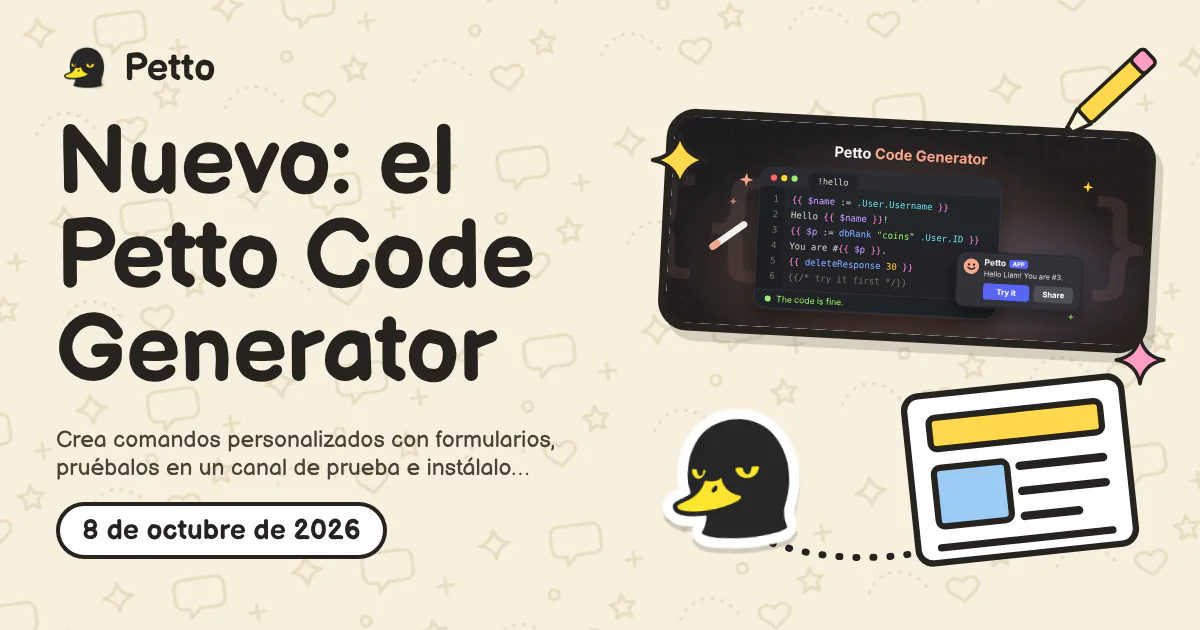 Petto
Nuevo: el
Petto Code
Generator
Crea comandos personalizados con formularios,
pruébalos en un canal de prueba e instálalo...
8 de octubre de 2026
Petto Code Generator
!hello
1 {{ $name := .User.Username }}
2 Hello {{ $name }}!
3 {{ $p := dbRank "coins" .User.ID }}
4 You are #{{ $p }}.
5 {{ deleteResponse 30 }}
6 {{/* try it first */}}
The code is fine.
Petto APP
Hello Liam! You are #3.
Try it Share